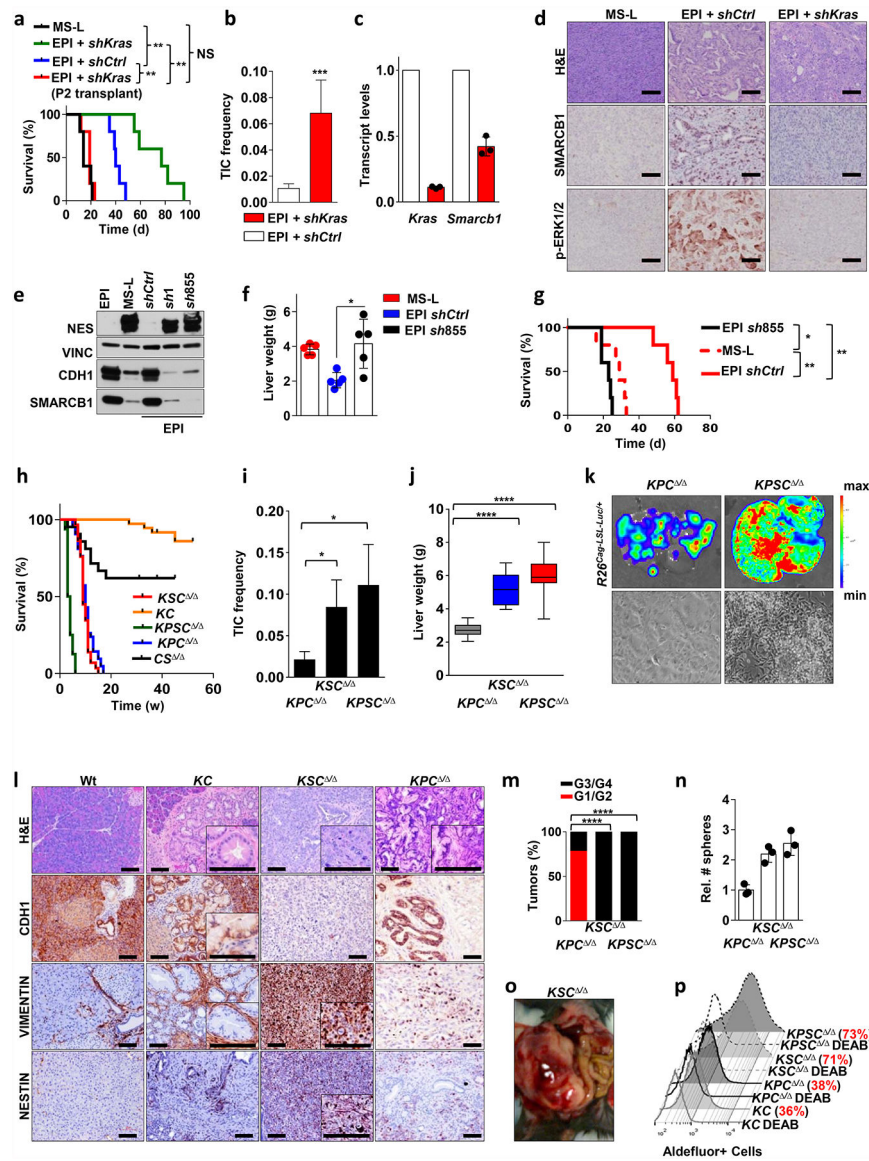 a
MS-L
EPI + shKras
EPI + shCtrl
EPI + shKras
(P2 transplant)
** ** ** NS
Survival (%)
100
50
0
0 20 40 60 80 100
Time (d)
b
***
TIC frequency
0.10
0.08
0.06
0.04
0.02
0.00
EPI + shKras
EPI + shCtrl
c
Transcript levels
1.0
0.5
0
Kras Smarcb1
d
MS-L EPI + shCtrl EPI + shKras
H&E
SMARCB1
p-ERK1/2
e
EPI MS-L shCtrl sh1 sh855
NES
VINC
CDH1
SMARCB1
EPI
f
*
Liver weight (g)
6
4
2
0
MS-L
EPI shCtrl
EPI sh855
g
EPI sh855
MS-L
EPI shCtrl
* ** **
Survival (%)
100
50
0
0 20 40 60 80
Time (d)
h
Survival (%)
100
50
0
KSCΔ/Δ
KC
KPSCΔ/Δ
KPCΔ/Δ
CSΔ/Δ
0 20 40 60
Time (w)
i
*
*
TIC frequency
0.20
0.15
0.10
0.05
0.00
KSCΔ/Δ
KPCΔ/Δ KPSCΔ/Δ
j
****
****
Liver weight (g)
10
8
6
4
2
0
KSCΔ/Δ
KPCΔ/Δ KPSCΔ/Δ
k
KPCΔ/Δ KPSCΔ/Δ
max
min
R26Cag-LSL-Luc/+
l
Wt KC KSCΔ/Δ KPCΔ/Δ
H&E
CDH1
VIMENTIN
NESTIN
m
G3/G4
G1/G2
****
****
Tumors (%)
100
50
0
KSCΔ/Δ
KPCΔ/Δ KPSCΔ/Δ
n
Rel. # spheres
4
3
2
1
0
KSCΔ/Δ
KPCΔ/Δ KPSCΔ/Δ
o
KSCΔ/Δ
p
KPSCΔ/Δ (73%)
KPSCΔ/Δ DEAB
KSCΔ/Δ (71%)
KSCΔ/Δ DEAB
KPCΔ/Δ (38%)
KPCΔ/Δ DEAB
KC (36%)
KC DEAB
Aldefluor+ Cells